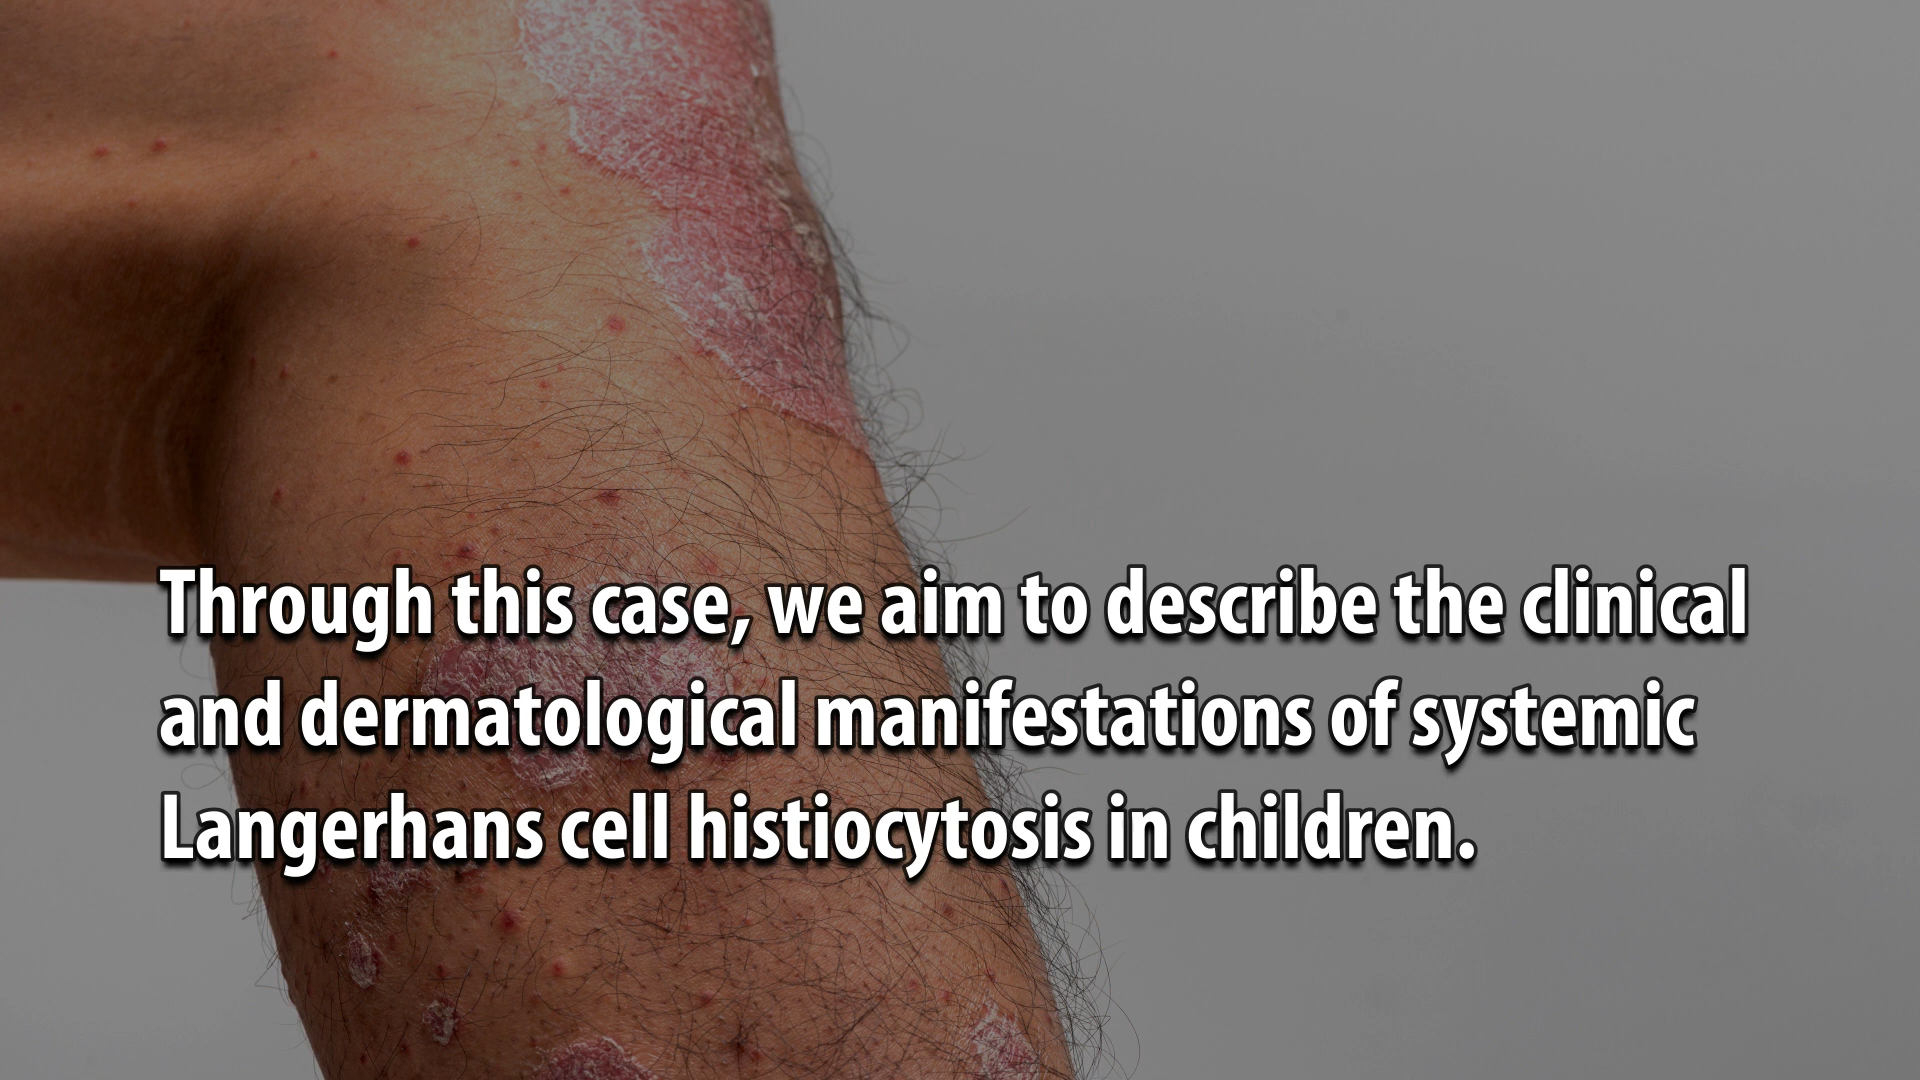 Through this case, we aim to describe the clinical
and dermatological manifestations of systemic
Langerhans cell histiocytosis in children.